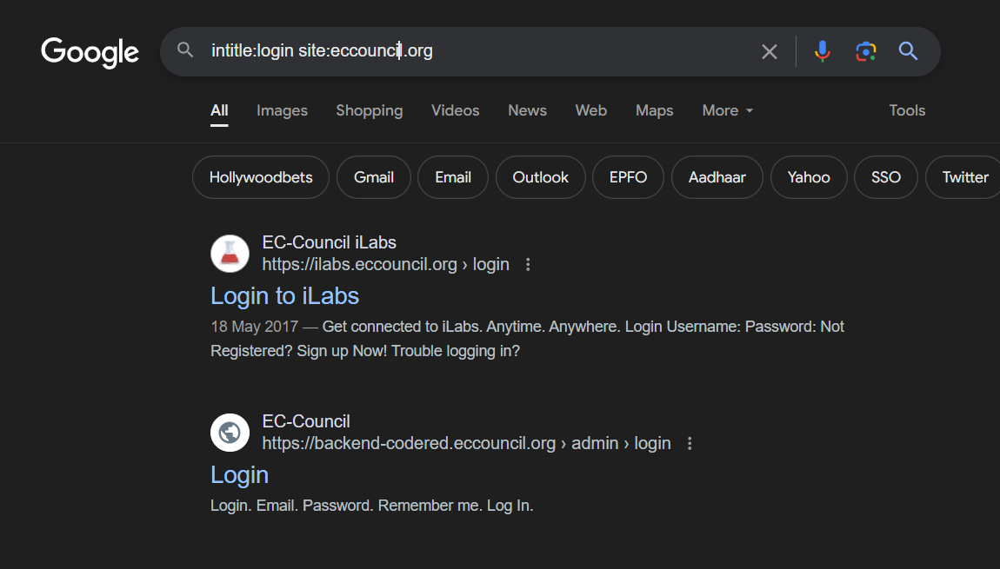 Google
intitle:login site:eccouncil.org
All Images Shopping Videos News Web Maps More Tools
Hollywoodbets Gmail Email Outlook EPFO Aadhaar Yahoo SSO Twitter
EC-Council iLabs
https://ilabs.eccouncil.org › login
Login to iLabs
18 May 2017 — Get connected to iLabs. Anytime. Anywhere. Login Username: Password: Not
Registered? Sign up Now! Trouble logging in?
EC-Council
https://backend-codered.eccouncil.org › admin › login
Login
Login. Email. Password. Remember me. Log In.